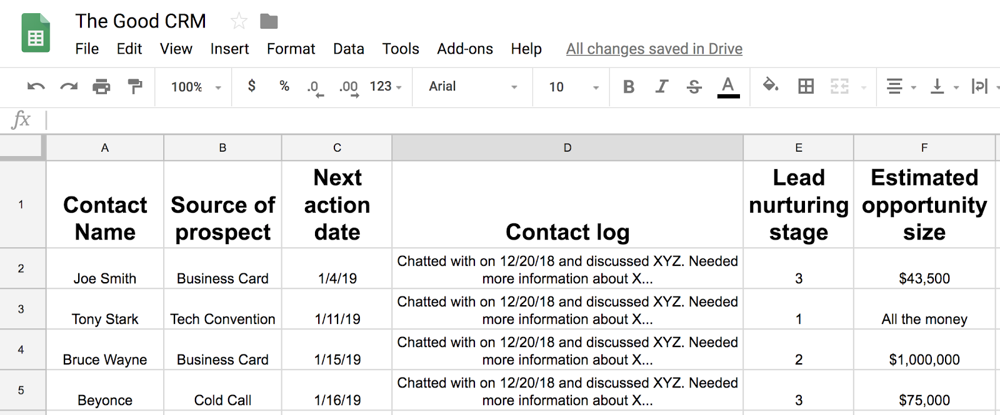 The Good CRM
File Edit View Insert Format Data Tools Add-ons Help All changes saved in Drive
100% $ % .0 .00 123 Arial 10 B I S A
fx
A B C D E F
1 Contact Name Source of prospect Next action date Contact log Lead nurturing stage Estimated opportunity size
2 Joe Smith Business Card 1/4/19 Chatted with on 12/20/18 and discussed XYZ. Needed more information about X... 3 $43,500
3 Tony Stark Tech Convention 1/11/19 Chatted with on 12/20/18 and discussed XYZ. Needed more information about X... 1 All the money
4 Bruce Wayne Business Card 1/15/19 Chatted with on 12/20/18 and discussed XYZ. Needed more information about X... 2 $1,000,000
5 Beyonce Cold Call 1/16/19 Chatted with on 12/20/18 and discussed XYZ. Needed more information about X... 3 $75,000